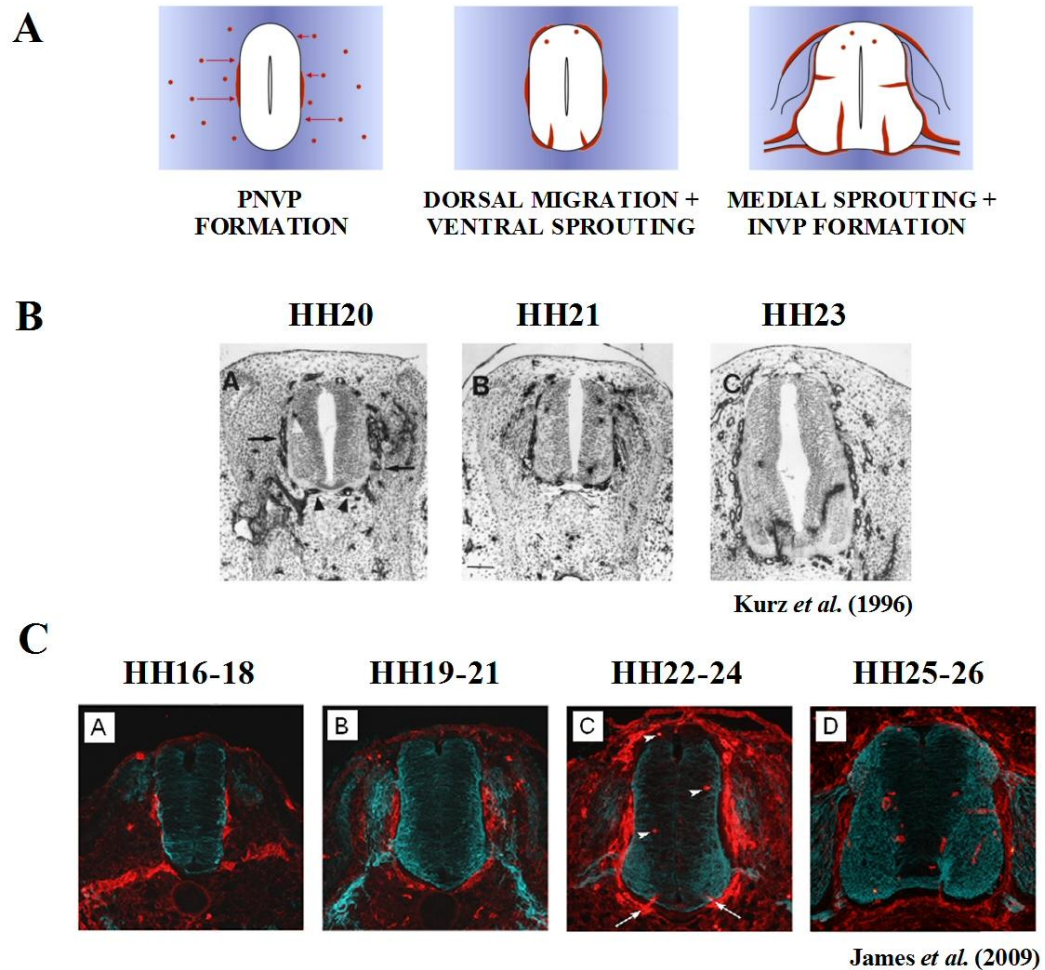 A
PNVP
FORMATION
DORSAL MIGRATION +
VENTRAL SPROUTING
MEDIAL SPROUTING +
INVP FORMATION
B
HH20
HH21
HH23
A
B
C
Kurz et al. (1996)
C
HH16-18
HH19-21
HH22-24
HH25-26
A
B
C
D
James et al. (2009)